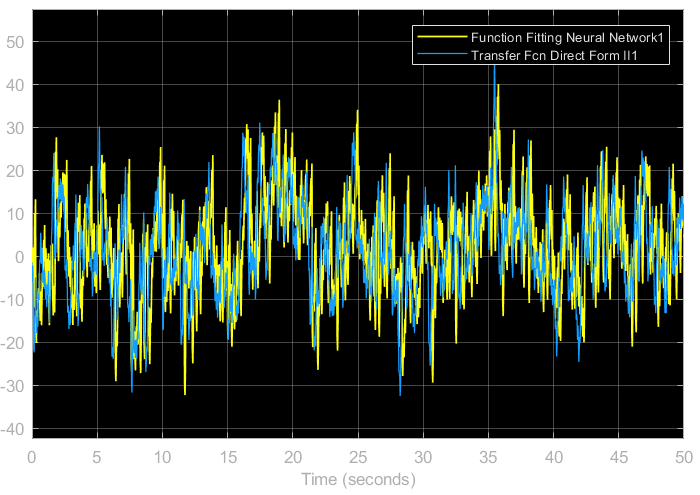 Function Fitting Neural Network1
Transfer Fcn Direct Form II1
50
40
30
20
10
0
-10
-20
-30
-40
0 5 10 15 20 25 30 35 40 45 50
Time (seconds)